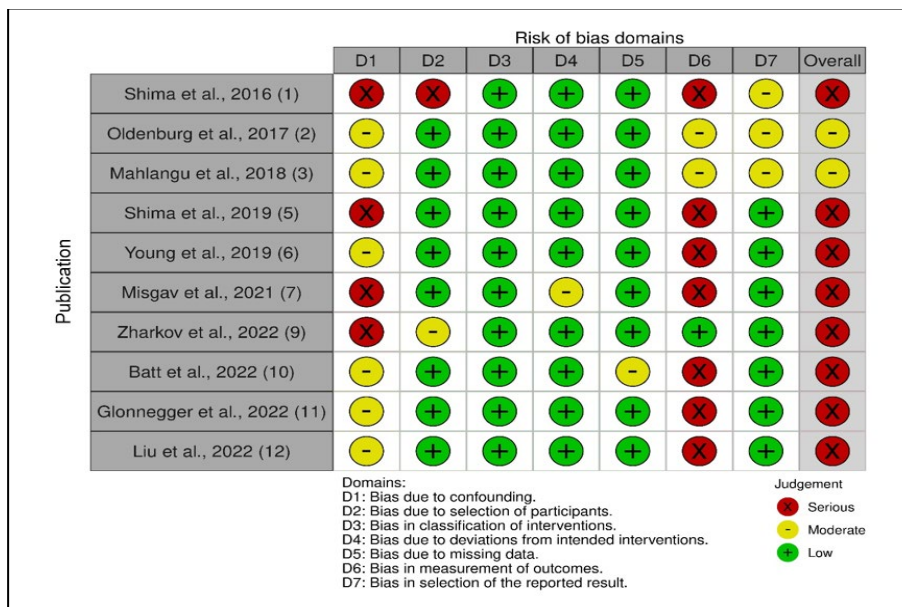 Risk of bias domains
D1 D2 D3 D4 D5 D6 D7 Overall
Publication
Shima et al., 2016 (1) X X + + + X - X
Oldenburg et al., 2017 (2) - + + + + - - -
Mahlangu et al., 2018 (3) - + + + + - - -
Shima et al., 2019 (5) X + + + + X + X
Young et al., 2019 (6) - + + + + X + X
Misgav et al., 2021 (7) X + + - + X + X
Zharkov et al., 2022 (9) X - + + + + + X
Batt et al., 2022 (10) - + + + - X + X
Glonnegger et al., 2022 (11) - + + + + X + X
Liu et al., 2022 (12) - + + + + X + X
Domains:
D1: Bias due to confounding.
D2: Bias due to selection of participants.
D3: Bias in classification of interventions.
D4: Bias due to deviations from intended interventions.
D5: Bias due to missing data.
D6: Bias in measurement of outcomes.
D7: Bias in selection of the reported result.
Judgement
X Serious
- Moderate
+ Low